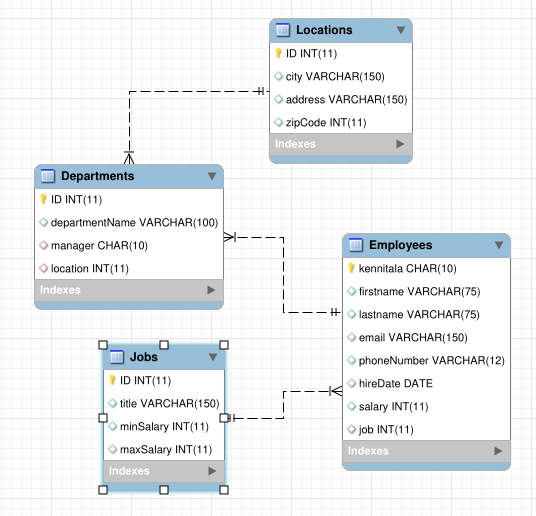 Locations
ID INT(11)
city VARCHAR(150)
address VARCHAR(150)
zipCode INT(11)
Indexes
Departments
ID INT(11)
departmentName VARCHAR(100)
manager CHAR(10)
location INT(11)
Indexes
Employees
kennitala CHAR(10)
firstname VARCHAR(75)
lastname VARCHAR(75)
email VARCHAR(150)
phoneNumber VARCHAR(12)
hireDate DATE
salary INT(11)
job INT(11)
Indexes
Jobs
ID INT(11)
title VARCHAR(150)
minSalary INT(11)
maxSalary INT(11)
Indexes